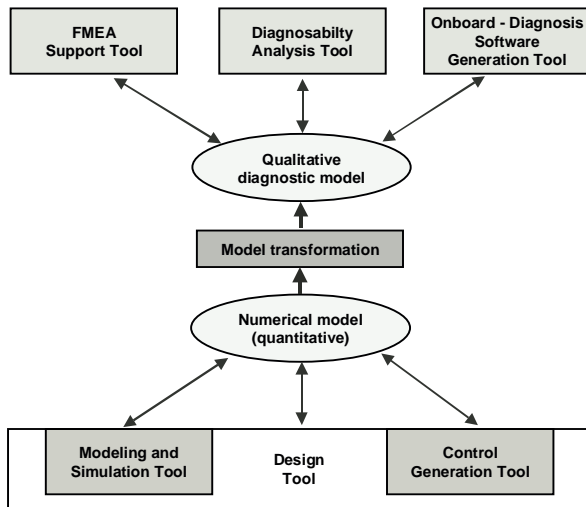 FMEA
Support Tool
Diagnosabilty
Analysis Tool
Onboard - Diagnosis
Software
Generation Tool
Qualitative
diagnostic model
Model transformation
Numerical model
(quantitative)
Modeling and
Simulation Tool
Design
Tool
Control
Generation Tool